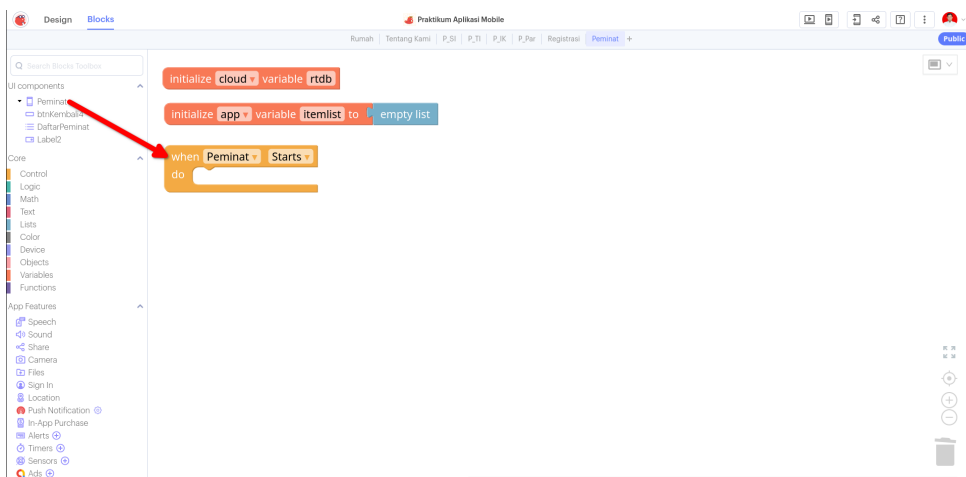 Design Blocks Praktikum Aplikasi Mobile
Rumah Tentang Kami P_SI P_TI P_IK P_Par Registrasi Peminat + Public
Search Blocks Toolbox
UI components
Peminat
btnKembali4
DaftarPeminat
Label2
Core
Control
Logic
Math
Text
Lists
Color
Device
Objects
Variables
Functions
App Features
Speech
Sound
Share
Camera
Files
Sign In
Location
Push Notification
In-App Purchase
Alerts
Timers
Sensors
Ads
initialize cloud variable rtdb
initialize app variable itemlist to empty list
when Peminat Starts
do